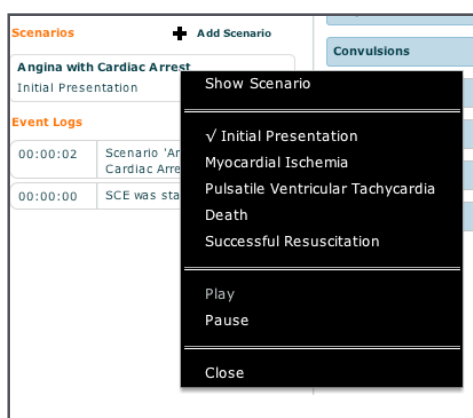 Scenarios
Add Scenario
Angina with Cardiac Arrest
Initial Presentation
Event Logs
00:00:02 Scenario 'Ar
Cardiac Arre
00:00:00 SCE was sta
Convulsions
Show Scenario
√ Initial Presentation
Myocardial Ischemia
Pulsatile Ventricular Tachycardia
Death
Successful Resuscitation
Play
Pause
Close